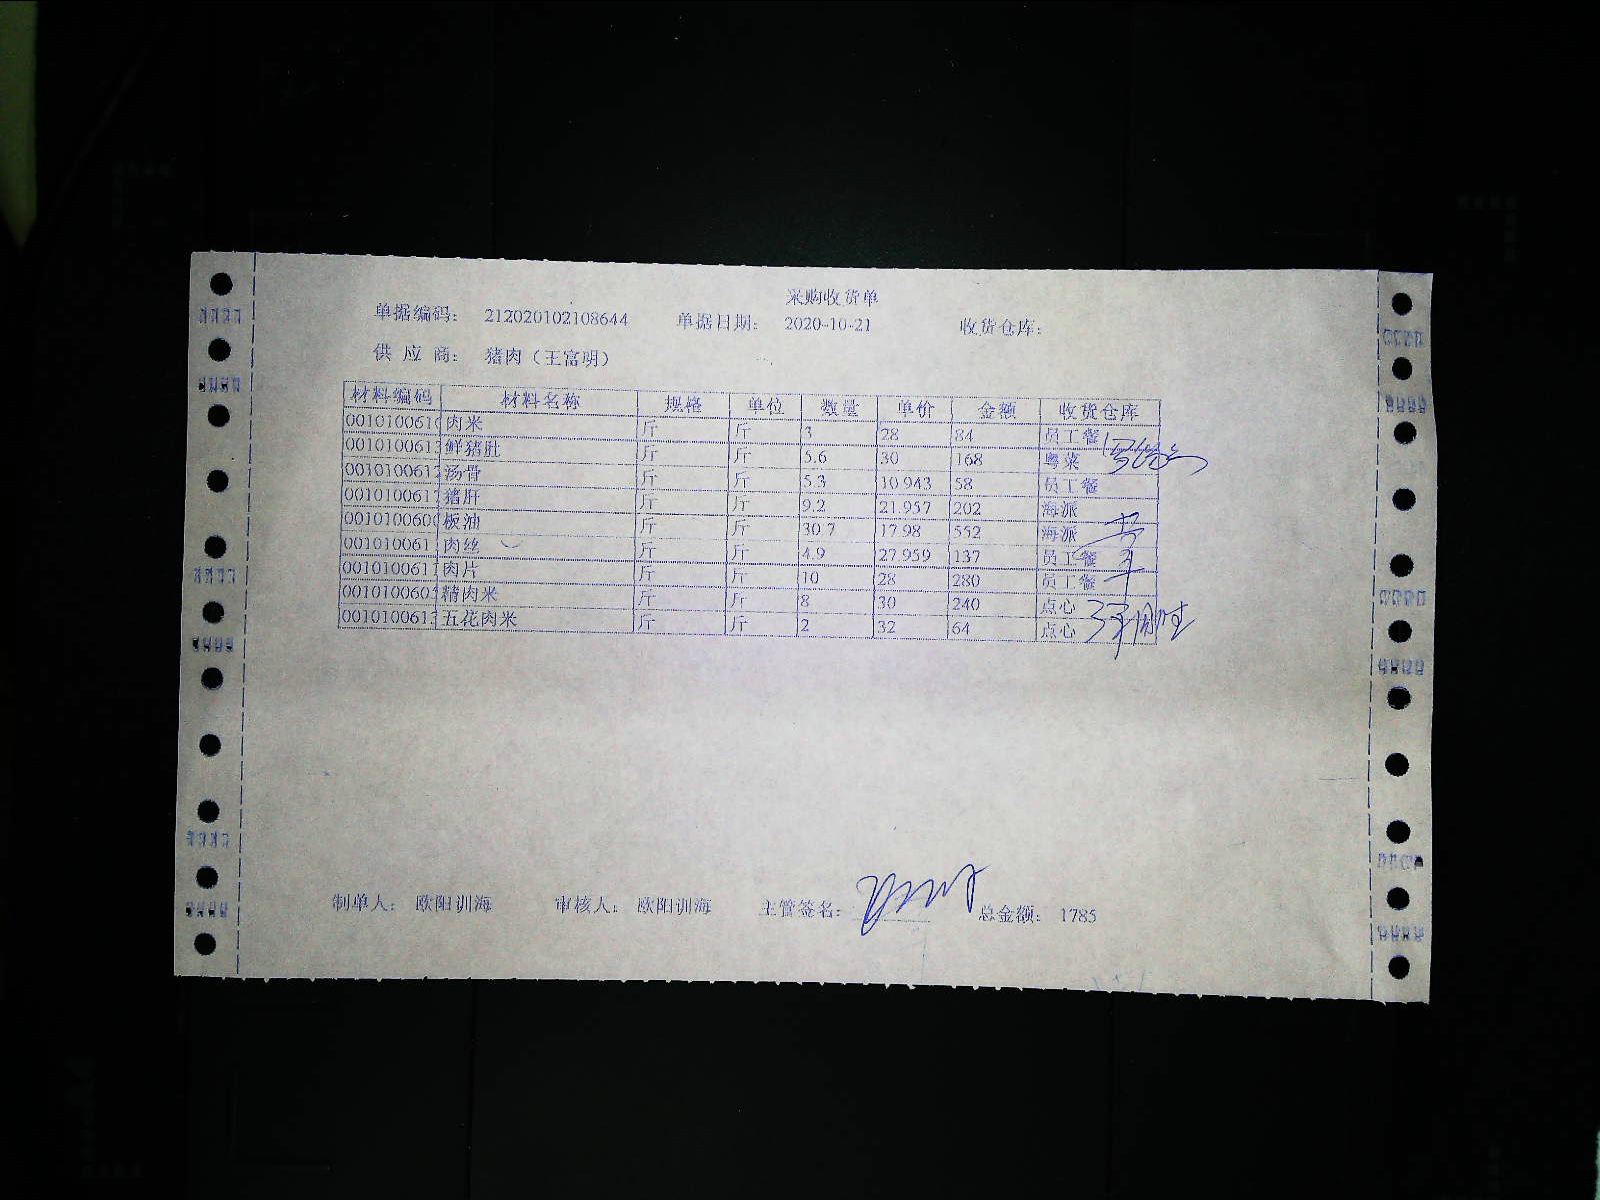 采购收货单
单据编码： 212020102108644 单据日期： 2020-10-21 收货仓库：
供 应 商： 猪肉（王富明）
材料编码 材料名称 规格 单位 数量 单价 金额 收货仓库
001010061 肉米 斤 斤 3 28 84 员工餐
001010061 鲜猪肚 斤 斤 5.6 30 168 粤菜
001010061 汤骨 斤 斤 5.3 10.943 58 员工餐
001010061 猪肝 斤 斤 9.2 21.957 202 海派
001010060 板油 斤 斤 30.7 17.98 552 海派
001010061 肉丝 斤 斤 4.9 27.959 137 员工餐
001010061 肉片 斤 斤 10 28 280 员工餐
001010060 精肉米 斤 斤 8 30 240 点心
001010061 五花肉米 斤 斤 2 32 64 点心
制单人： 欧阳训海 审核人： 欧阳训海 主管签名： 总金额： 1785